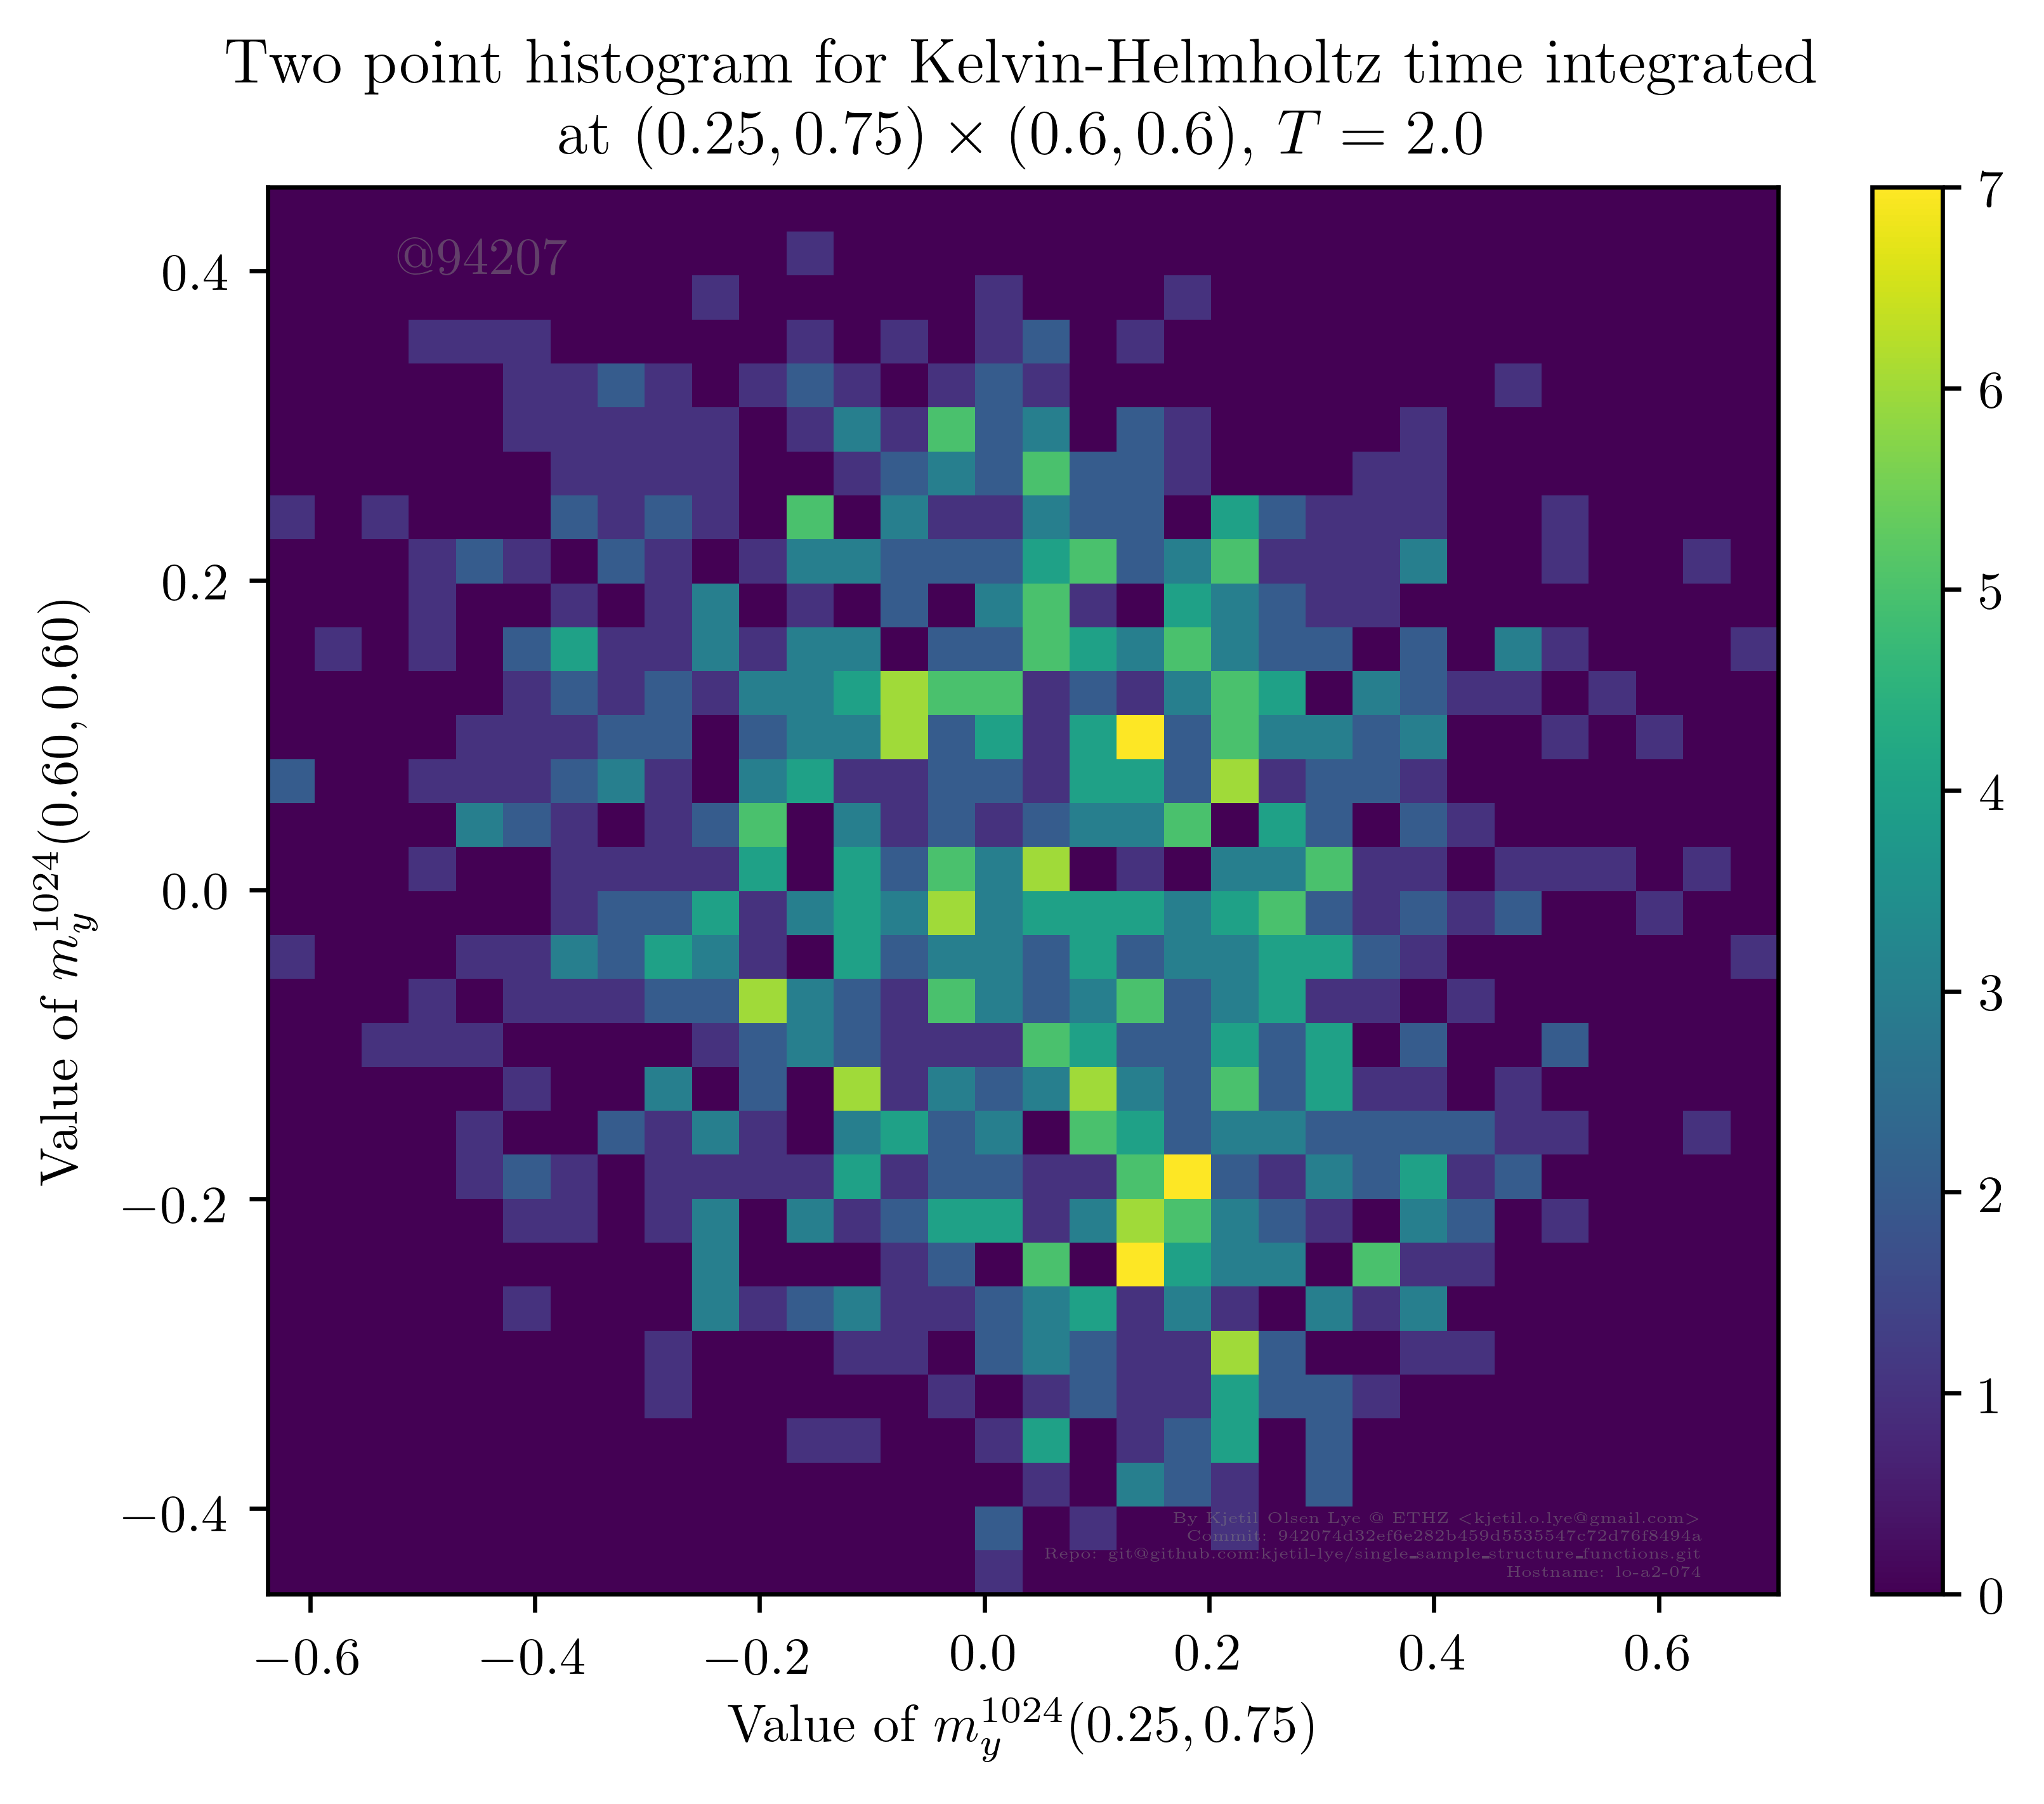 Two point histogram for Kelvin-Helmholtz time integrated
at (0.25, 0.75) × (0.6, 0.6), T = 2.0
@94207
0.4
0.2
0.0
−0.2
−0.4
Value of m_y^1024(0.60, 0.60)
−0.6
−0.4
−0.2
0.0
0.2
0.4
0.6
Value of m_y^1024(0.25, 0.75)
7
6
5
4
3
2
1
0
By Kjetil Olsen Lye @ ETHZ <kjetil.o.lye@gmail.com>
Commit: 942074d32ef6e282b459d5535547c72d76f8494a
Repo: git@github.com:kjetil-lye/single_sample_structure_functions.git
Hostname: lo-a2-074